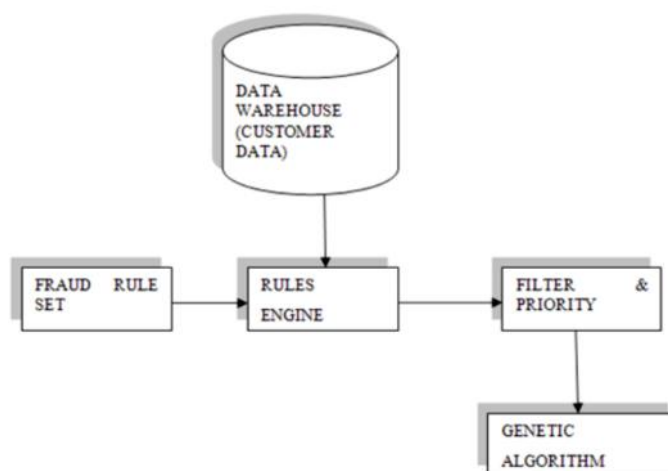 DATA
WAREHOUSE
(CUSTOMER
DATA)
FRAUD RULE
SET
RULES
ENGINE
FILTER &
PRIORITY
GENETIC
ALGORITHM